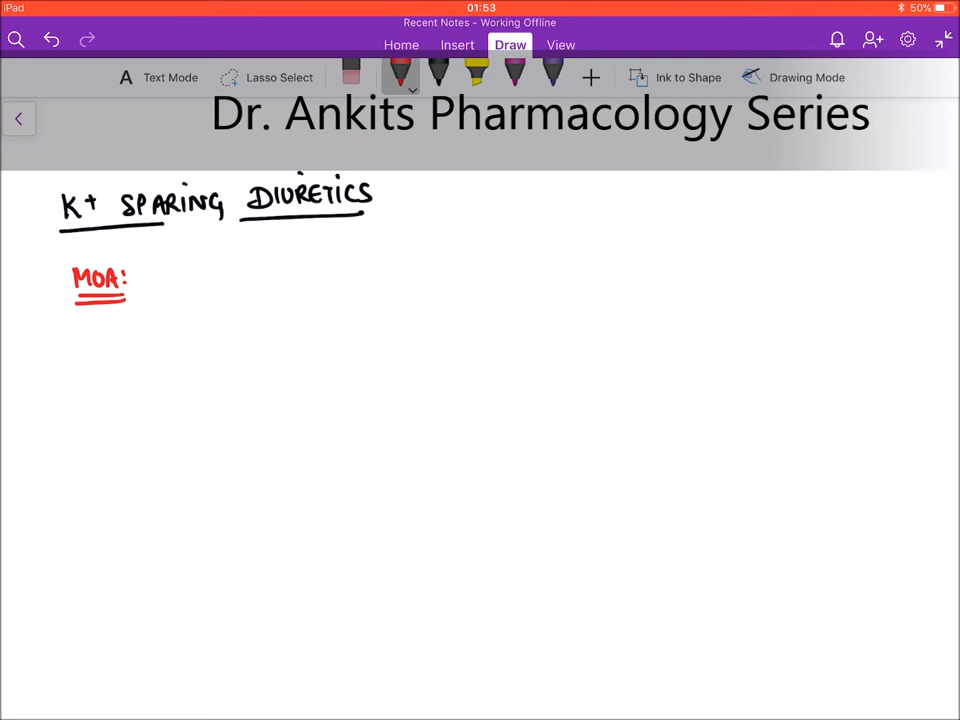 iPad 01:53 50%
Recent Notes - Working Offline
Home Insert Draw View
A Text Mode Lasso Select Ink to Shape Drawing Mode
Dr. Ankits Pharmacology Series
K+ SPARING DIURETICS
MOA: